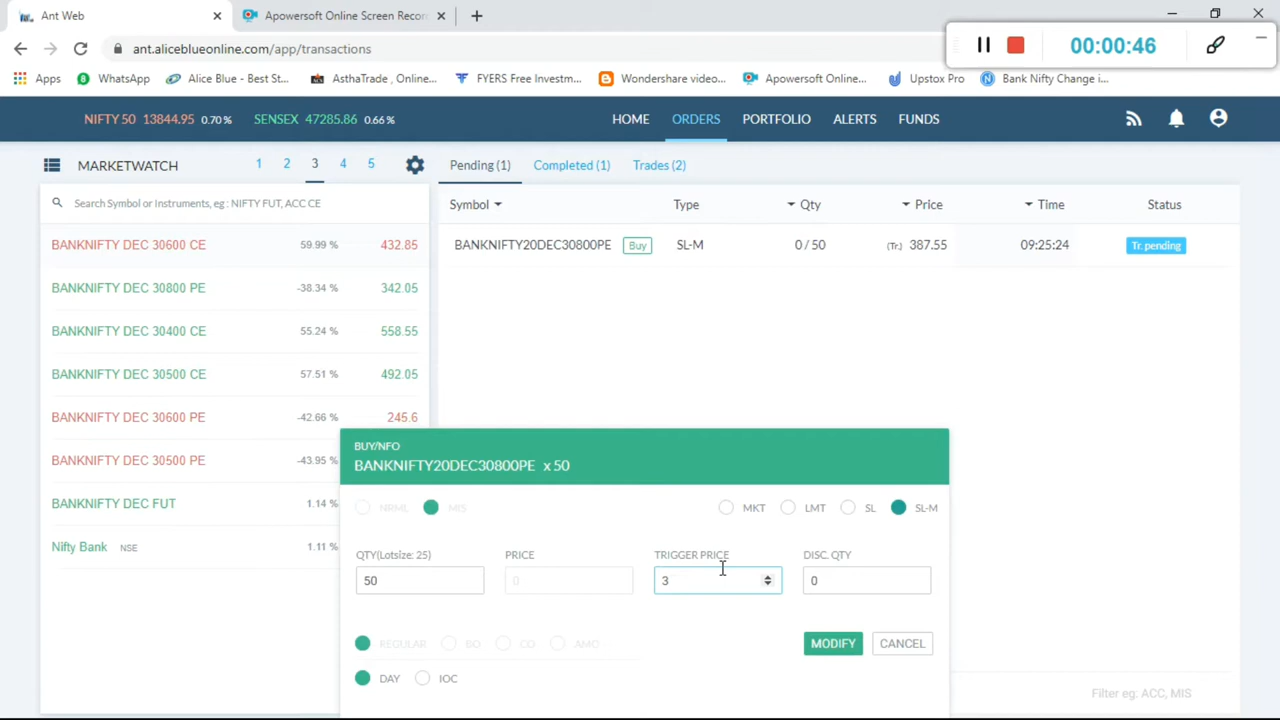 Ant Web
Apowersoft Online Screen Recor
ant.aliceblueonline.com/app/transactions
00:00:46
Apps
WhatsApp
Alice Blue - Best St...
AsthaTrade , Online...
FYERS Free Investm...
Wondershare video...
Apowersoft Online...
Upstox Pro
Bank Nifty Change i...
NIFTY 50 13844.95 0.70 %
SENSEX 47285.86 0.66 %
HOME
ORDERS
PORTFOLIO
ALERTS
FUNDS
MARKETWATCH
1 2 3 4 5
Pending (1)
Completed (1)
Trades (2)
Search Symbol or Instruments, eg : NIFTY FUT, ACC CE
Symbol Type Qty Price Time Status
BANKNIFTY DEC 30600 CE 59.99 % 432.85
BANKNIFTY20DEC30800PE Buy SL-M 0 / 50 (Tr.) 387.55 09:25:24 Tr. pending
BANKNIFTY DEC 30800 PE -38.34 % 342.05
BANKNIFTY DEC 30400 CE 55.24 % 558.55
BANKNIFTY DEC 30500 CE 57.51 % 492.05
BANKNIFTY DEC 30600 PE -42.66 % 245.6
BANKNIFTY DEC 30500 PE -43.95 %
BANKNIFTY DEC FUT 1.14 %
Nifty Bank NSE 1.11 %
BUY/NFO
BANKNIFTY20DEC30800PE x 50
NRML MIS MKT LMT SL SL-M
QTY(Lotsize: 25) PRICE TRIGGER PRICE DISC. QTY
50 0 3 0
REGULAR BO CO AMO
MODIFY CANCEL
DAY IOC
Filter eg: ACC, MIS